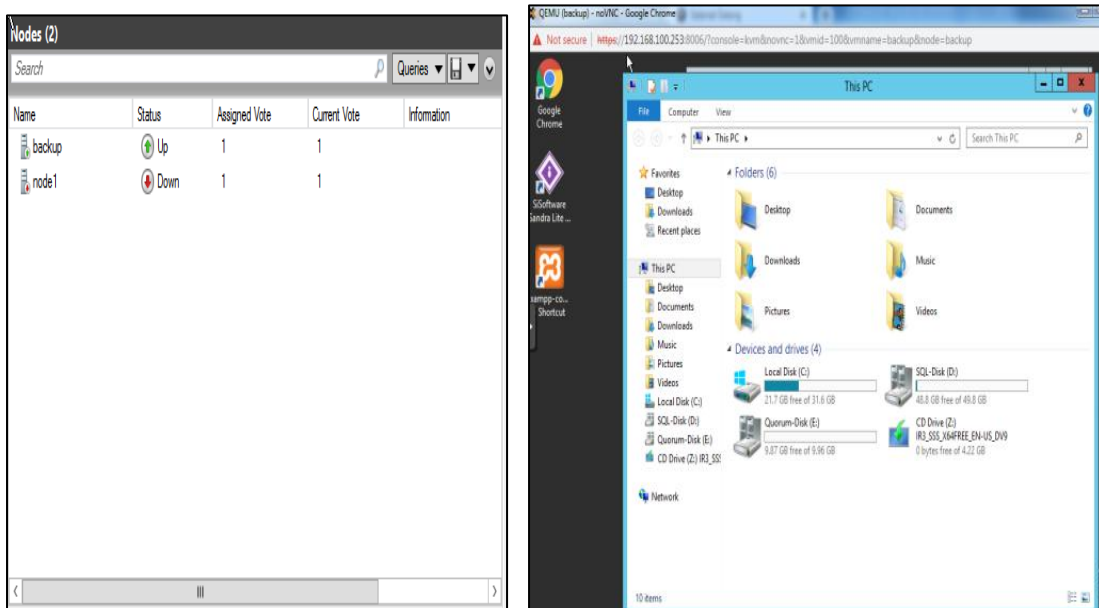 Nodes (2)
Search
Queries
Name Status Assigned Vote Current Vote Information
backup Up 1 1
node1 Down 1 1
QEMU (backup) - noVNC - Google Chrome
Not secure | https://192.168.100.253:8006/?console=kvm&novnc=1&vmid=100&vmname=backup&node=backup
Google
Chrome
SiSoftware
Sandra Lite ...
xampp-co...
Shortcut
This PC
File Computer View
This PC
Search This PC
Favorites
Desktop
Downloads
Recent places
This PC
Desktop
Documents
Downloads
Music
Pictures
Videos
Local Disk (C:)
SQL-Disk (D:)
Quorum-Disk (E:)
CD Drive (Z:) IR3_SSS
Network
Folders (6)
Desktop
Documents
Downloads
Music
Pictures
Videos
Devices and drives (4)
Local Disk (C:)
21.7 GB free of 31.6 GB
SQL-Disk (D:)
48.8 GB free of 49.8 GB
Quorum-Disk (E:)
9.87 GB free of 9.96 GB
CD Drive (Z:)
IR3_SSS_X64FREE_EN-US_DV9
0 bytes free of 4.22 GB
10 items